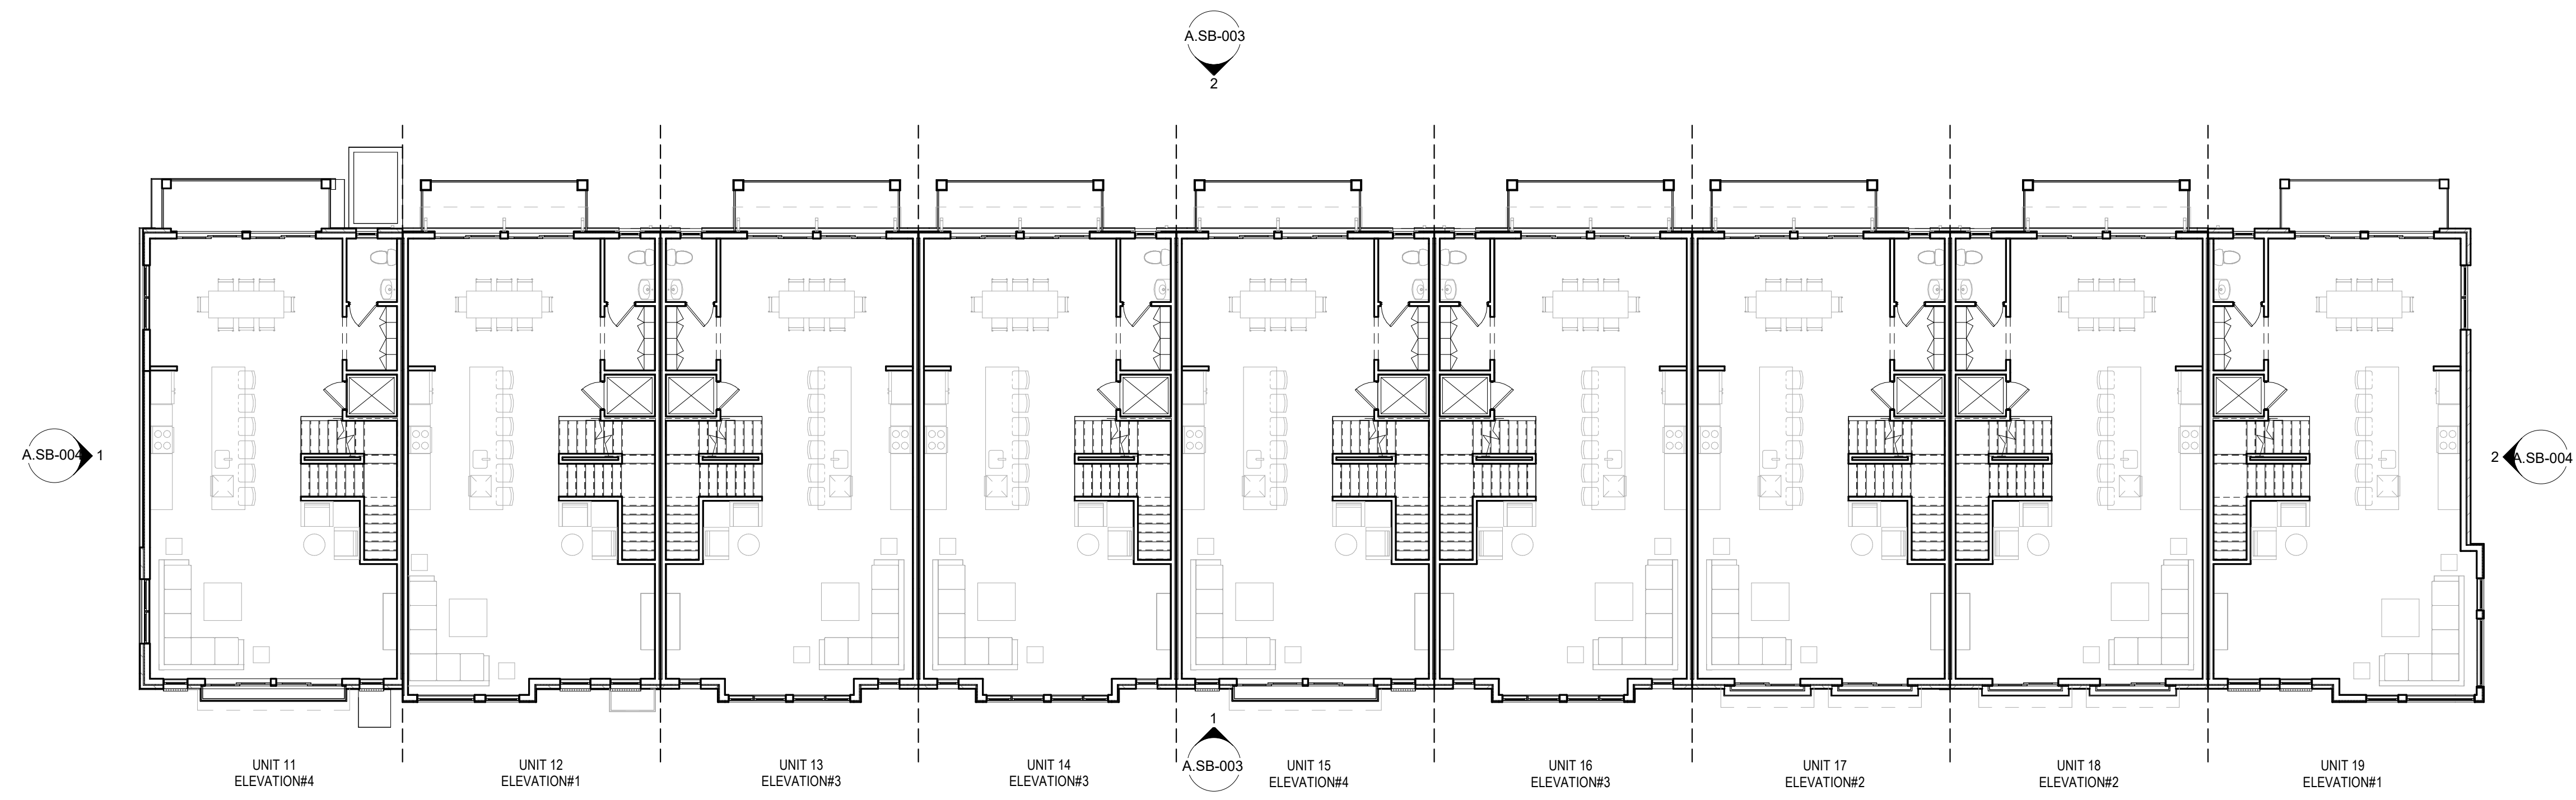 A.SB-003
2
A.SB-004
1
2
A.SB-004
1
A.SB-003
UNIT 11
ELEVATION#4
UNIT 12
ELEVATION#1
UNIT 13
ELEVATION#3
UNIT 14
ELEVATION#3
UNIT 15
ELEVATION#4
UNIT 16
ELEVATION#3
UNIT 17
ELEVATION#2
UNIT 18
ELEVATION#2
UNIT 19
ELEVATION#1